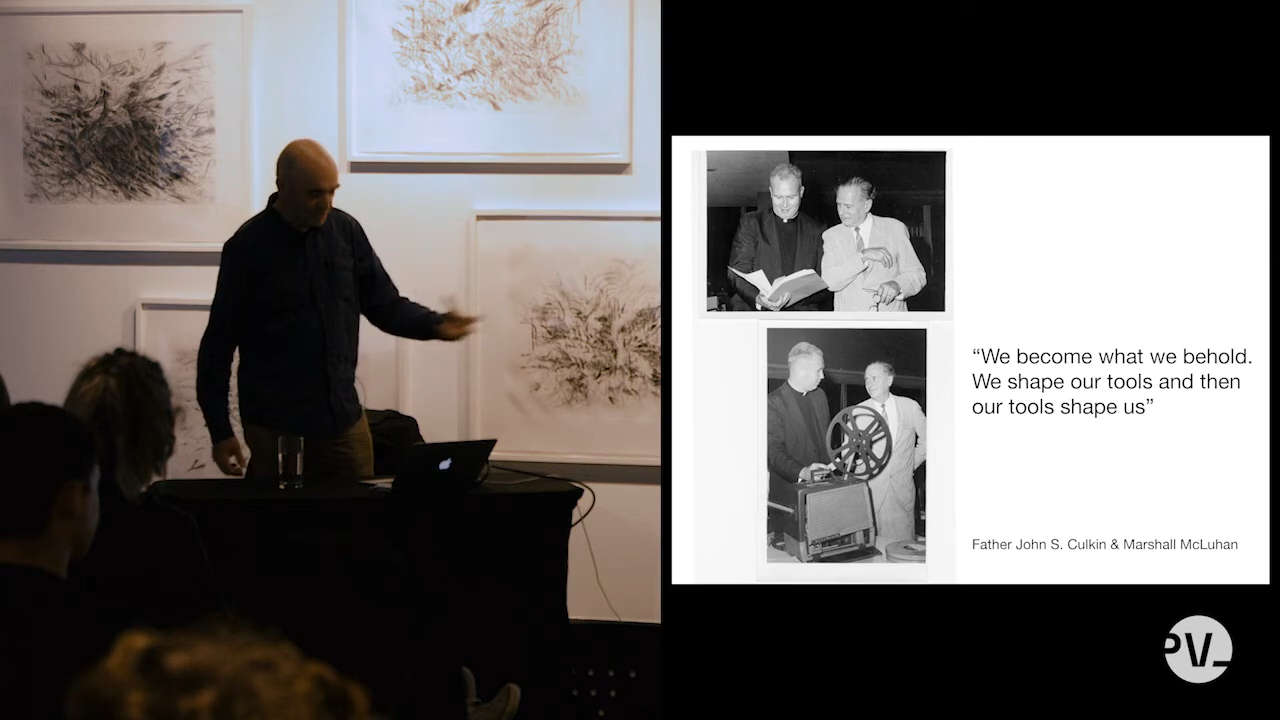 “We become what we behold.
We shape our tools and then
our tools shape us”
Father John S. Culkin & Marshall McLuhan
PV_